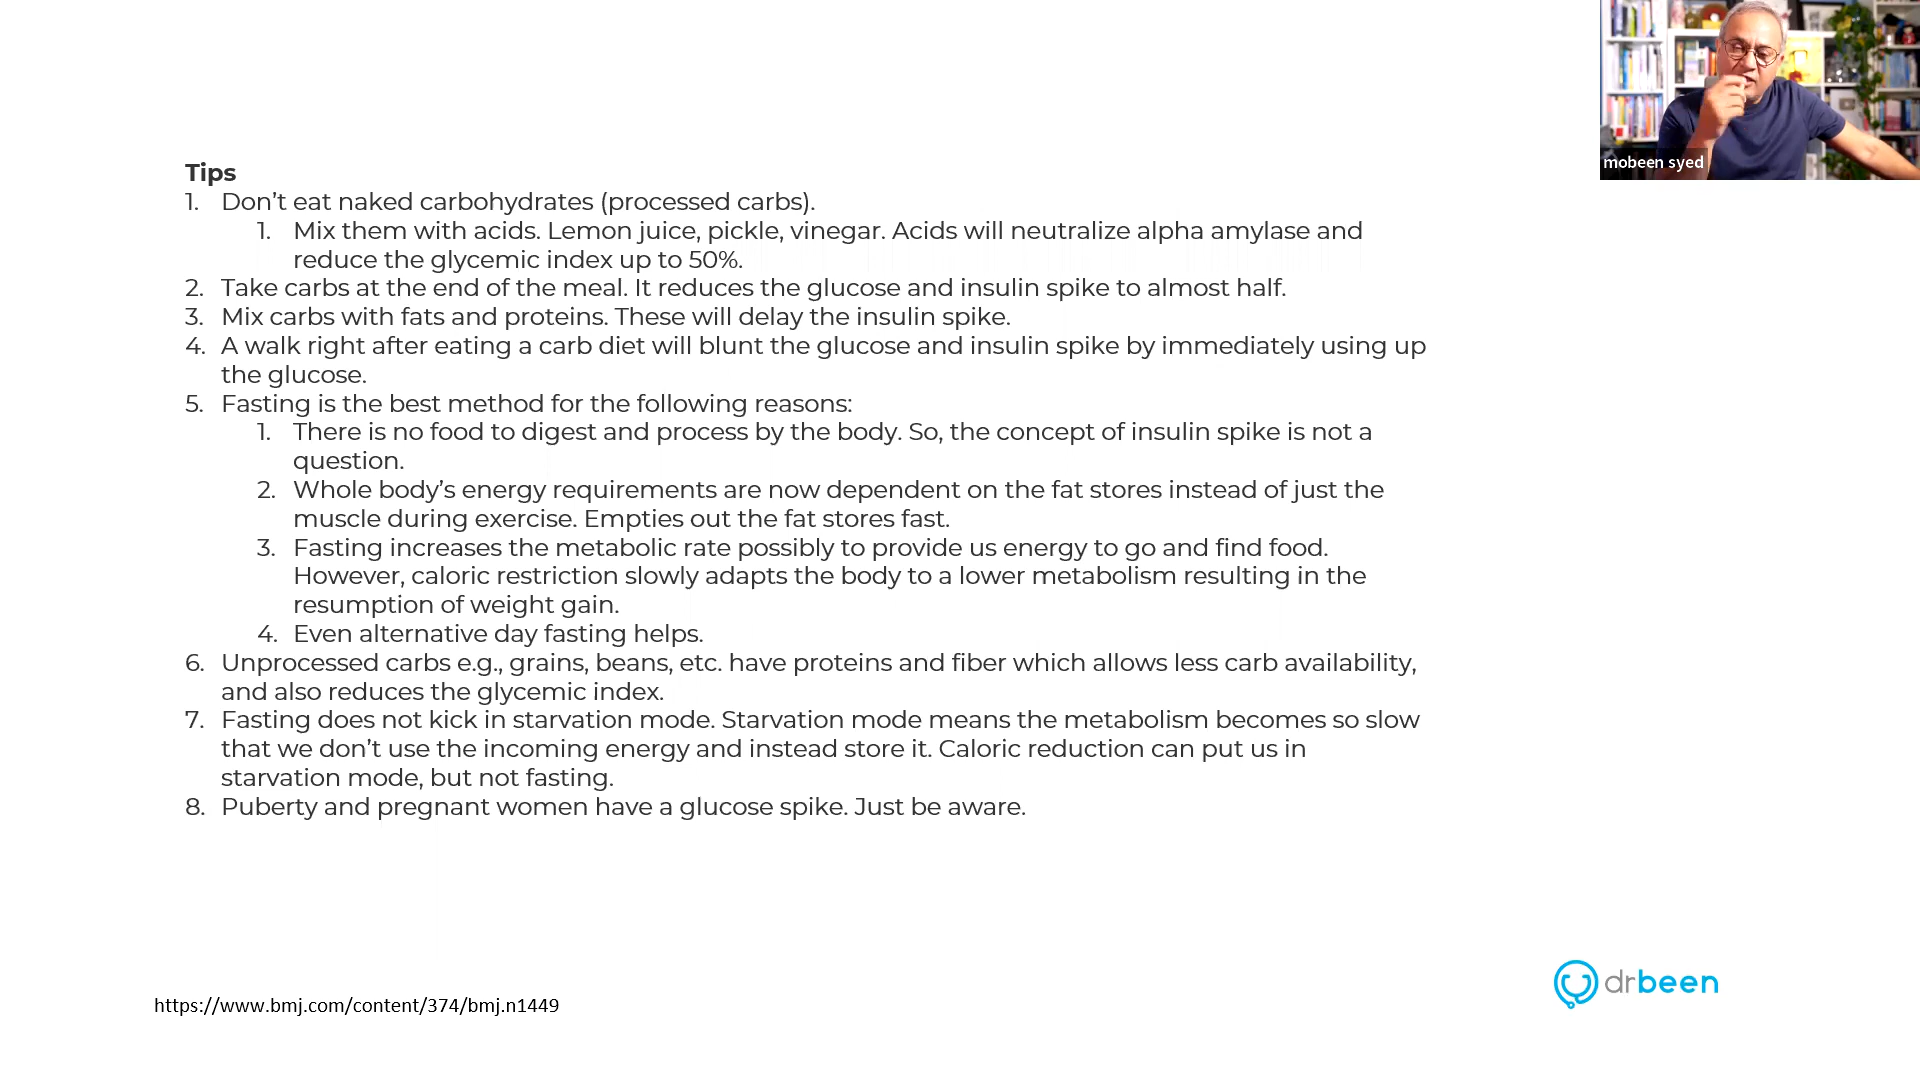 mobeen syed
Tips
1. Don’t eat naked carbohydrates (processed carbs).
1. Mix them with acids. Lemon juice, pickle, vinegar. Acids will neutralize alpha amylase and
reduce the glycemic index up to 50%.
2. Take carbs at the end of the meal. It reduces the glucose and insulin spike to almost half.
3. Mix carbs with fats and proteins. These will delay the insulin spike.
4. A walk right after eating a carb diet will blunt the glucose and insulin spike by immediately using up
the glucose.
5. Fasting is the best method for the following reasons:
1. There is no food to digest and process by the body. So, the concept of insulin spike is not a
question.
2. Whole body’s energy requirements are now dependent on the fat stores instead of just the
muscle during exercise. Empties out the fat stores fast.
3. Fasting increases the metabolic rate possibly to provide us energy to go and find food.
However, caloric restriction slowly adapts the body to a lower metabolism resulting in the
resumption of weight gain.
4. Even alternative day fasting helps.
6. Unprocessed carbs e.g., grains, beans, etc. have proteins and fiber which allows less carb availability,
and also reduces the glycemic index.
7. Fasting does not kick in starvation mode. Starvation mode means the metabolism becomes so slow
that we don’t use the incoming energy and instead store it. Caloric reduction can put us in
starvation mode, but not fasting.
8. Puberty and pregnant women have a glucose spike. Just be aware.
drbeen
https://www.bmj.com/content/374/bmj.n1449